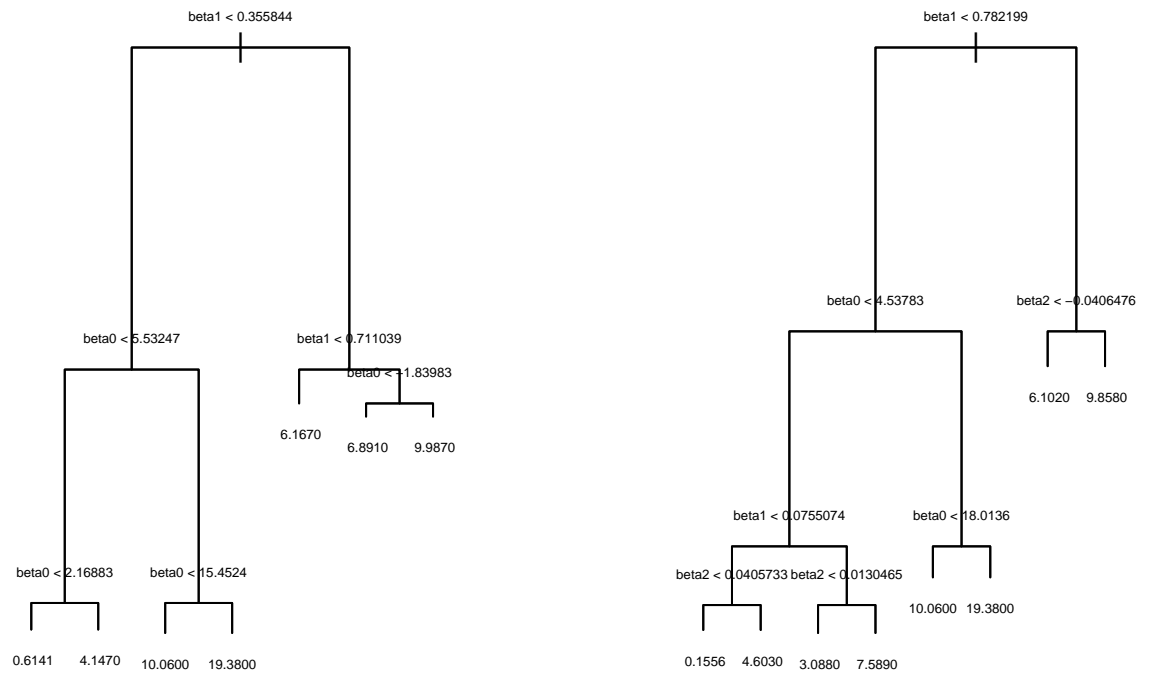 beta1 < 0.355844
beta0 < 5.53247
beta1 < 0.711039
beta0 < −1.83983
6.1670
6.8910
9.9870
beta0 < 2.16883
beta0 < 15.4524
0.6141
4.1470
10.0600
19.3800
beta1 < 0.782199
beta0 < 4.53783
beta2 < −0.0406476
6.1020
9.8580
beta1 < 0.0755074
beta0 < 18.0136
beta2 < 0.0405733
beta2 < 0.0130465
10.0600
19.3800
0.1556
4.6030
3.0880
7.5890